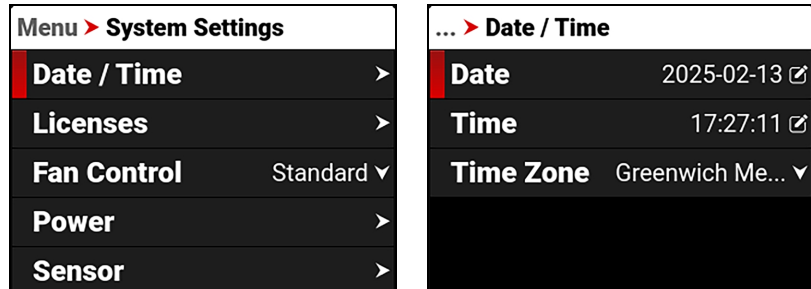 Menu > System Settings
Date / Time
Licenses
Fan Control Standard
Power
Sensor
... > Date / Time
Date 2025-02-13
Time 17:27:11
Time Zone Greenwich Me...